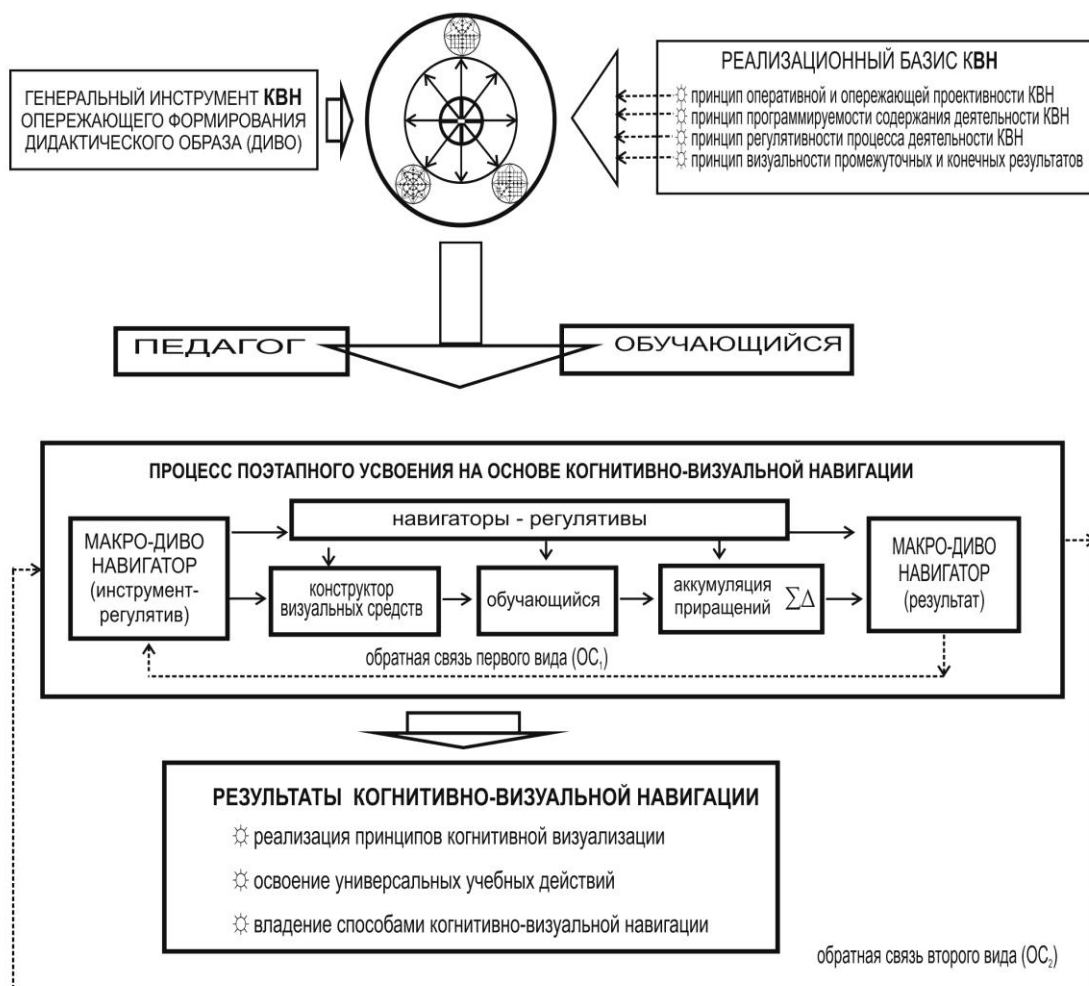 ГЕНЕРАЛЬНЫЙ ИНСТРУМЕНТ КВН
ОПЕРЕЖАЮЩЕГО ФОРМИРОВАНИЯ
ДИДАКТИЧЕСКОГО ОБРАЗА (ДИВО)
РЕАЛИЗАЦИОННЫЙ БАЗИС КВН
принцип оперативной и опережающей проективности КВН
принцип программируемости содержания деятельности КВН
принцип регулятивности процесса деятельности КВН
принцип визуальности промежуточных и конечных результатов
ПЕДАГОГ
ОБУЧАЮЩИЙСЯ
ПРОЦЕСС ПОЭТАПНОГО УСВОЕНИЯ НА ОСНОВЕ КОГНИТИВНО-ВИЗУАЛЬНОЙ НАВИГАЦИИ
МАКРО-ДИВО
НАВИГАТОР
(инструмент-
регулятив)
навигаторы - регулятивы
конструктор
визуальных средств
обучающийся
аккумуляция
приращений ΣΔ
МАКРО-ДИВО
НАВИГАТОР
(результат)
обратная связь первого вида (ОС₁)
РЕЗУЛЬТАТЫ КОГНИТИВНО-ВИЗУАЛЬНОЙ НАВИГАЦИИ
реализация принципов когнитивной визуализации
освоение универсальных учебных действий
владение способами когнитивно-визуальной навигации
обратная связь второго вида (ОС₂)